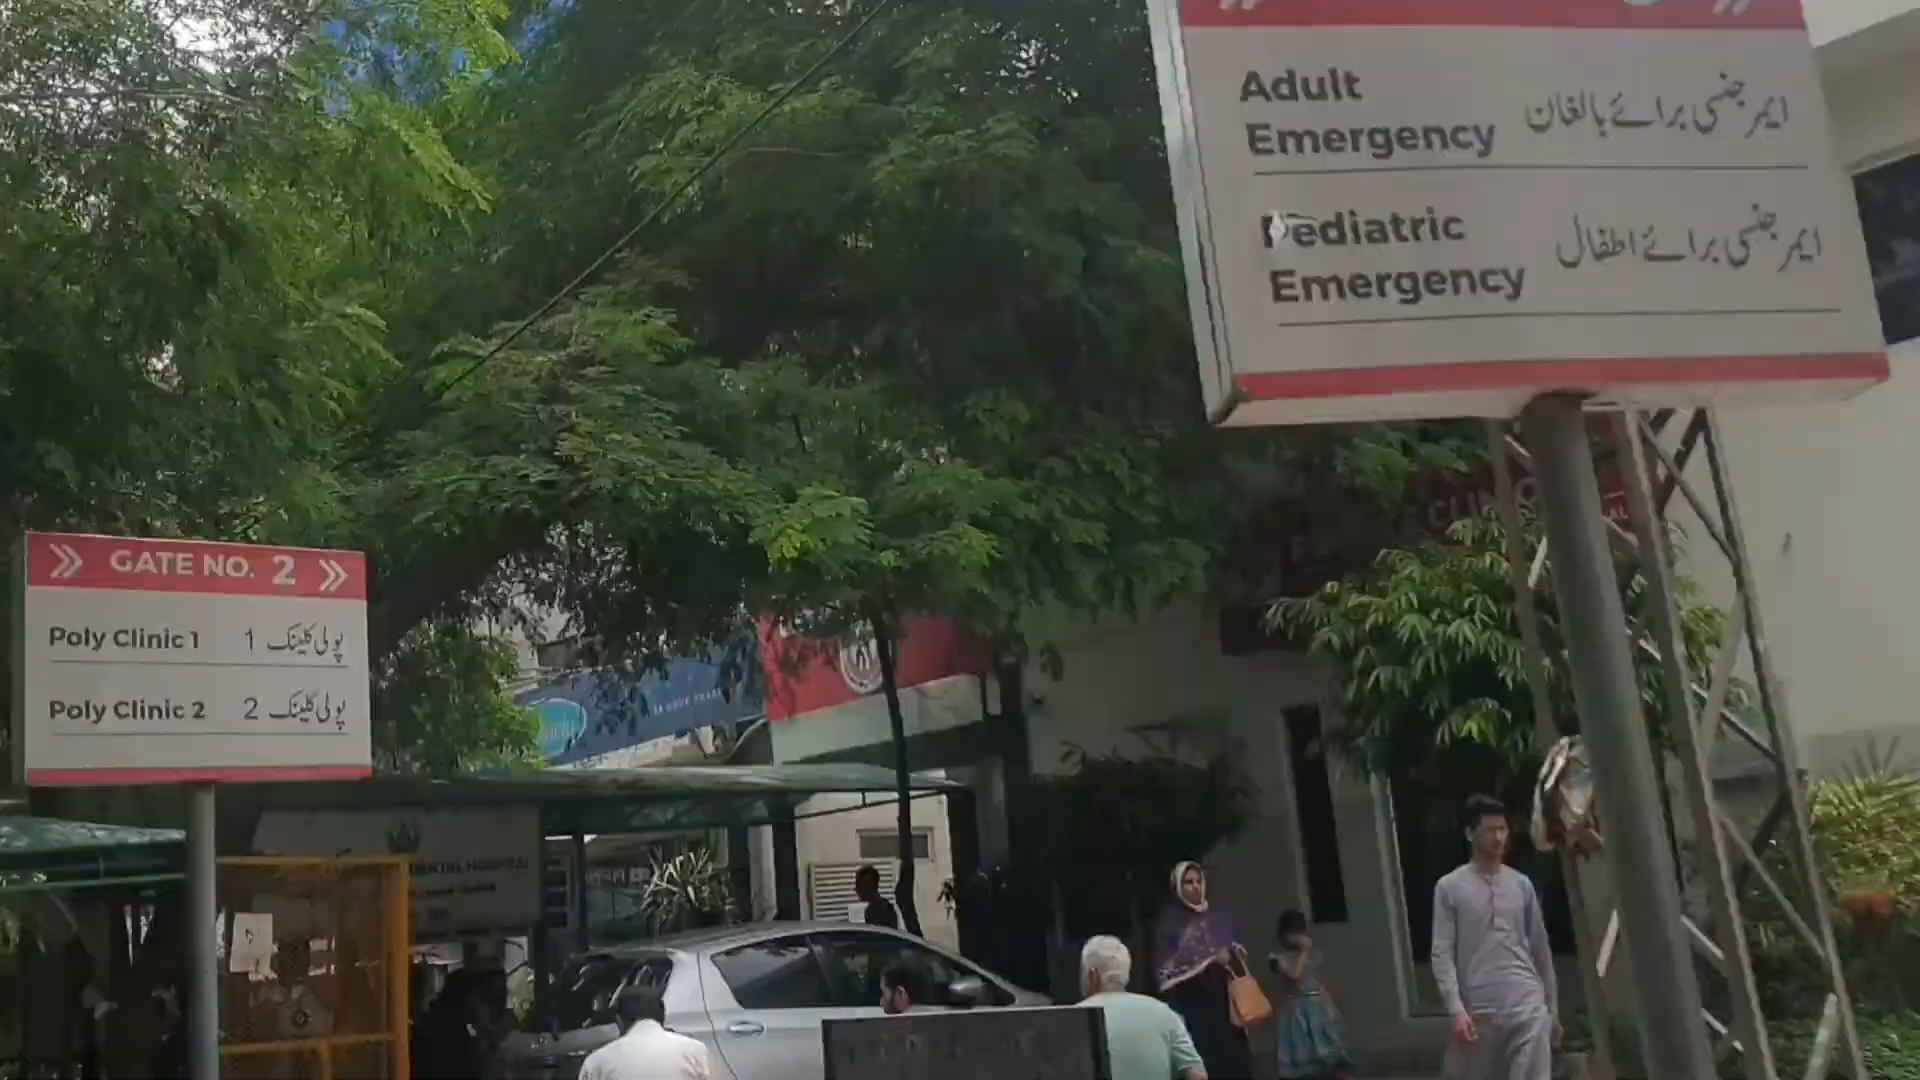 GATE NO. 2
Poly Clinic 1 پولی کلینک 1
Poly Clinic 2 پولی کلینک 2
Adult
Emergency
ایمرجنسی برائے بالغان
Pediatric
Emergency
ایمرجنسی برائے اطفال
HOSPITAL